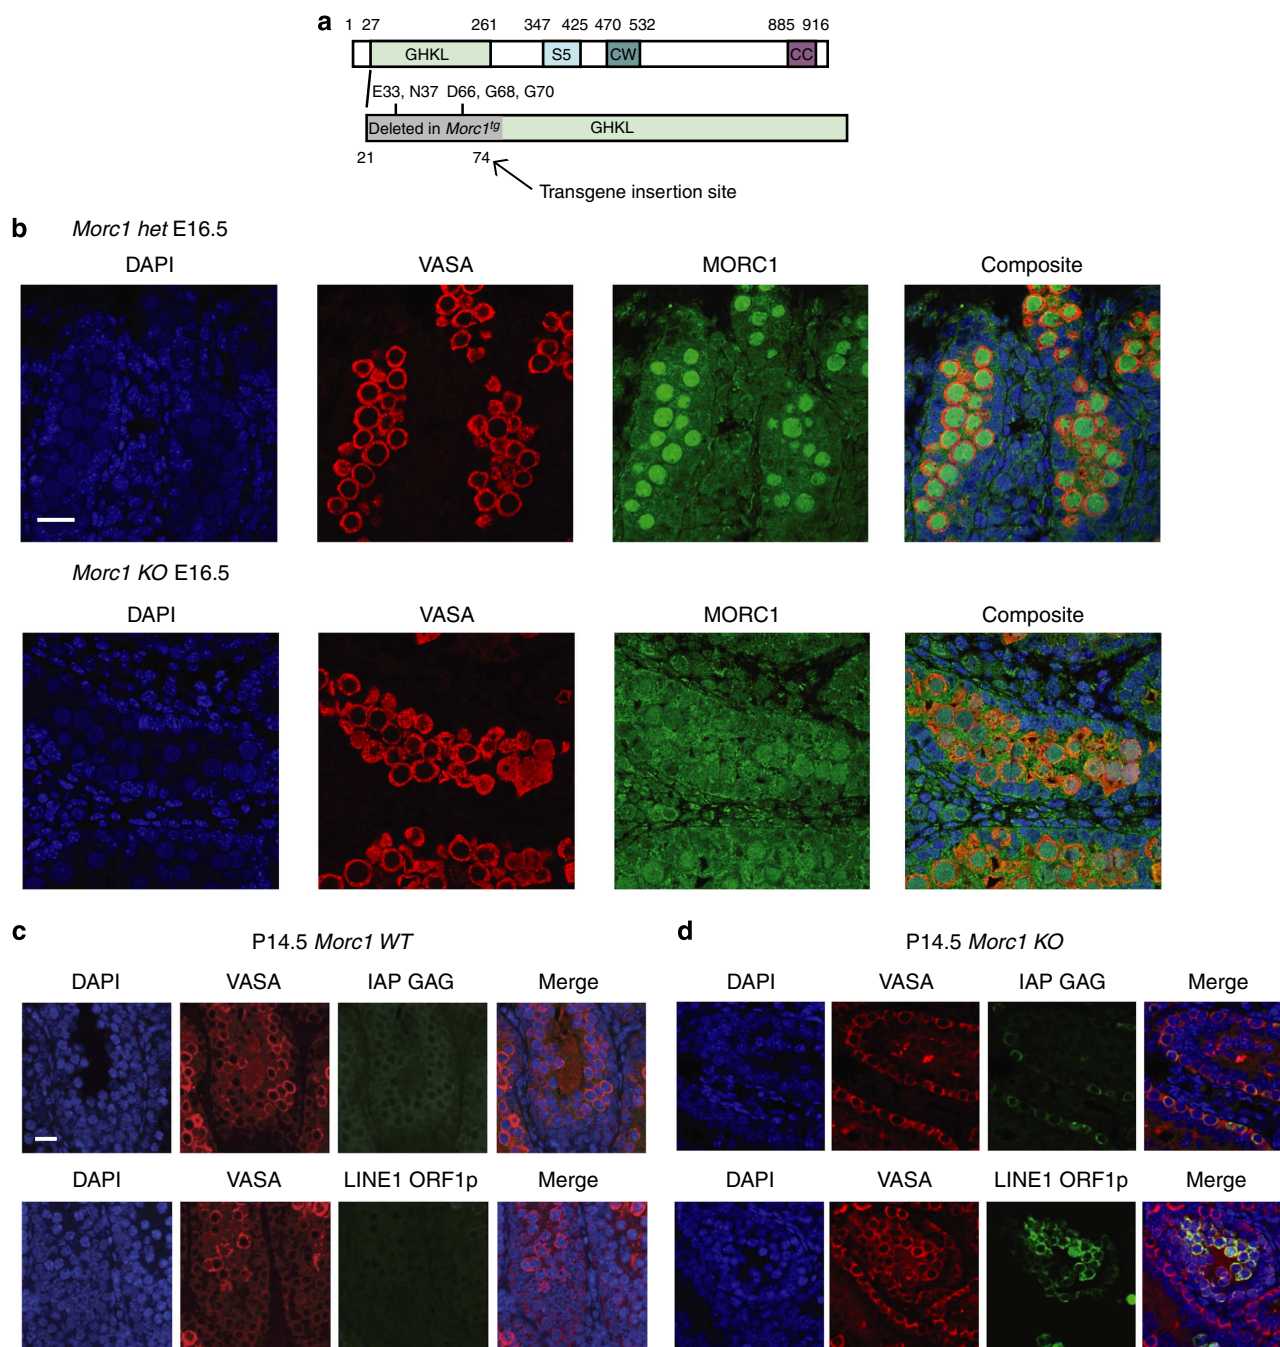 a 1 27 261 347 425 470 532 885 916
GHKL S5 CW CC
E33, N37 D66, G68, G70
Deleted in Morc1tg GHKL
21 74
Transgene insertion site
b Morc1 het E16.5
DAPI VASA MORC1 Composite
Morc1 KO E16.5
DAPI VASA MORC1 Composite
c P14.5 Morc1 WT
DAPI VASA IAP GAG Merge
DAPI VASA LINE1 ORF1p Merge
d P14.5 Morc1 KO
DAPI VASA IAP GAG Merge
DAPI VASA LINE1 ORF1p Merge